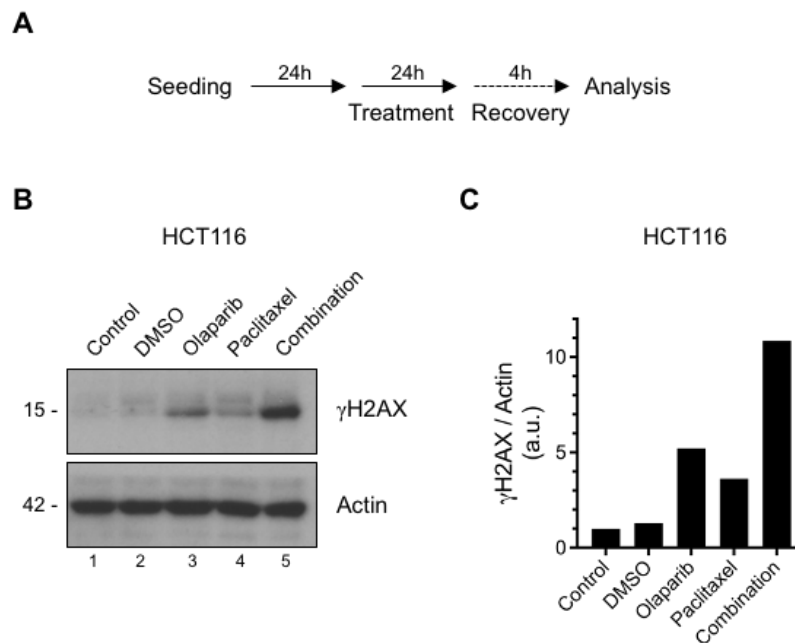 A
Seeding 24h 24h 4h Analysis
Treatment Recovery
B
HCT116
Control DMSO Olaparib Paclitaxel Combination
15 - γH2AX
42 - Actin
1 2 3 4 5
C
HCT116
γH2AX / Actin
(a.u.)
10
5
0
Control DMSO Olaparib Paclitaxel Combination